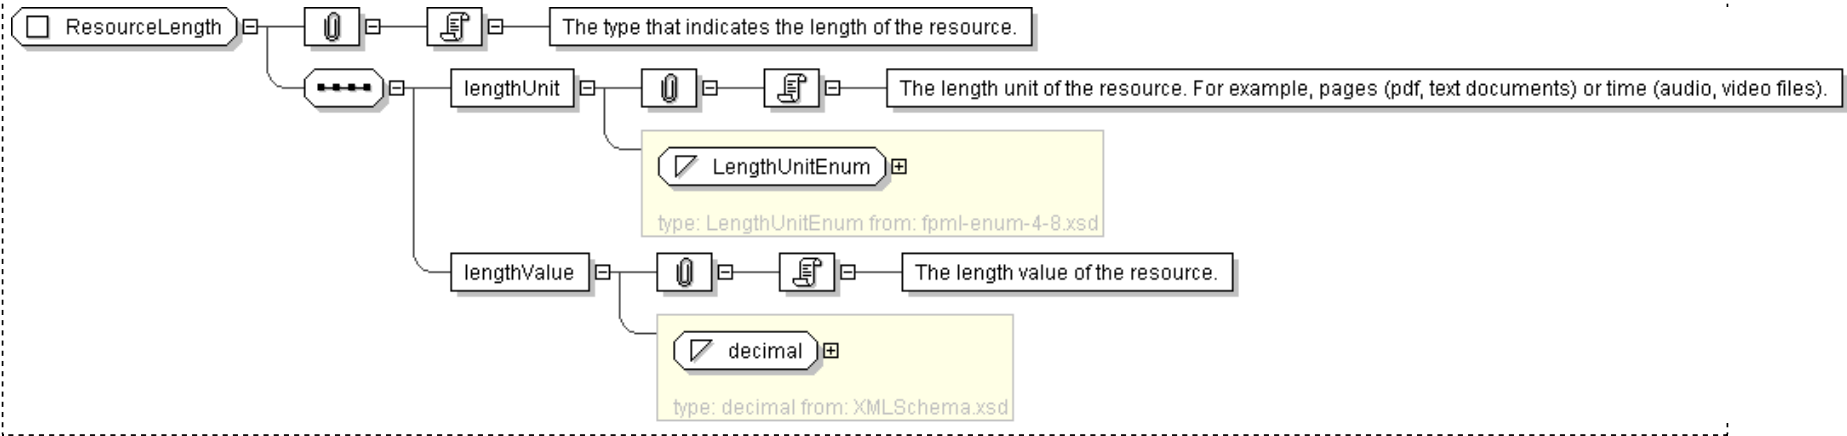 ResourceLength
The type that indicates the length of the resource.
lengthUnit
The length unit of the resource. For example, pages (pdf, text documents) or time (audio, video files).
LengthUnitEnum
type: LengthUnitEnum from: fpml-enum-4-8.xsd
lengthValue
The length value of the resource.
decimal
type: decimal from: XMLSchema.xsd